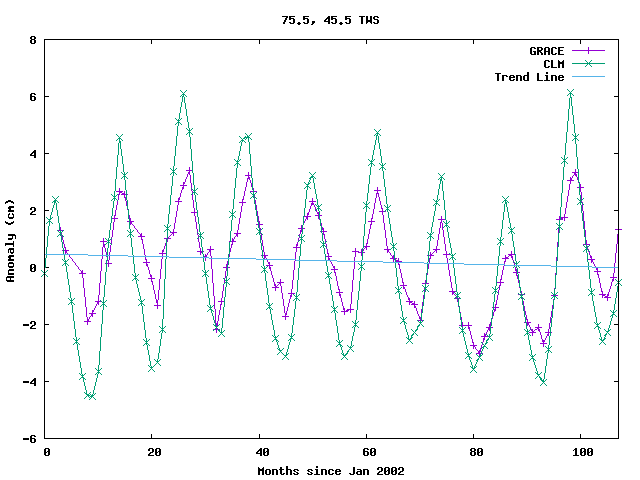 75.5, 45.5 TWS
GRACE
CLM
Trend Line
8
6
4
2
0
-2
-4
-6
Anomaly (cm)
0 20 40 60 80 100
Months since Jan 2002